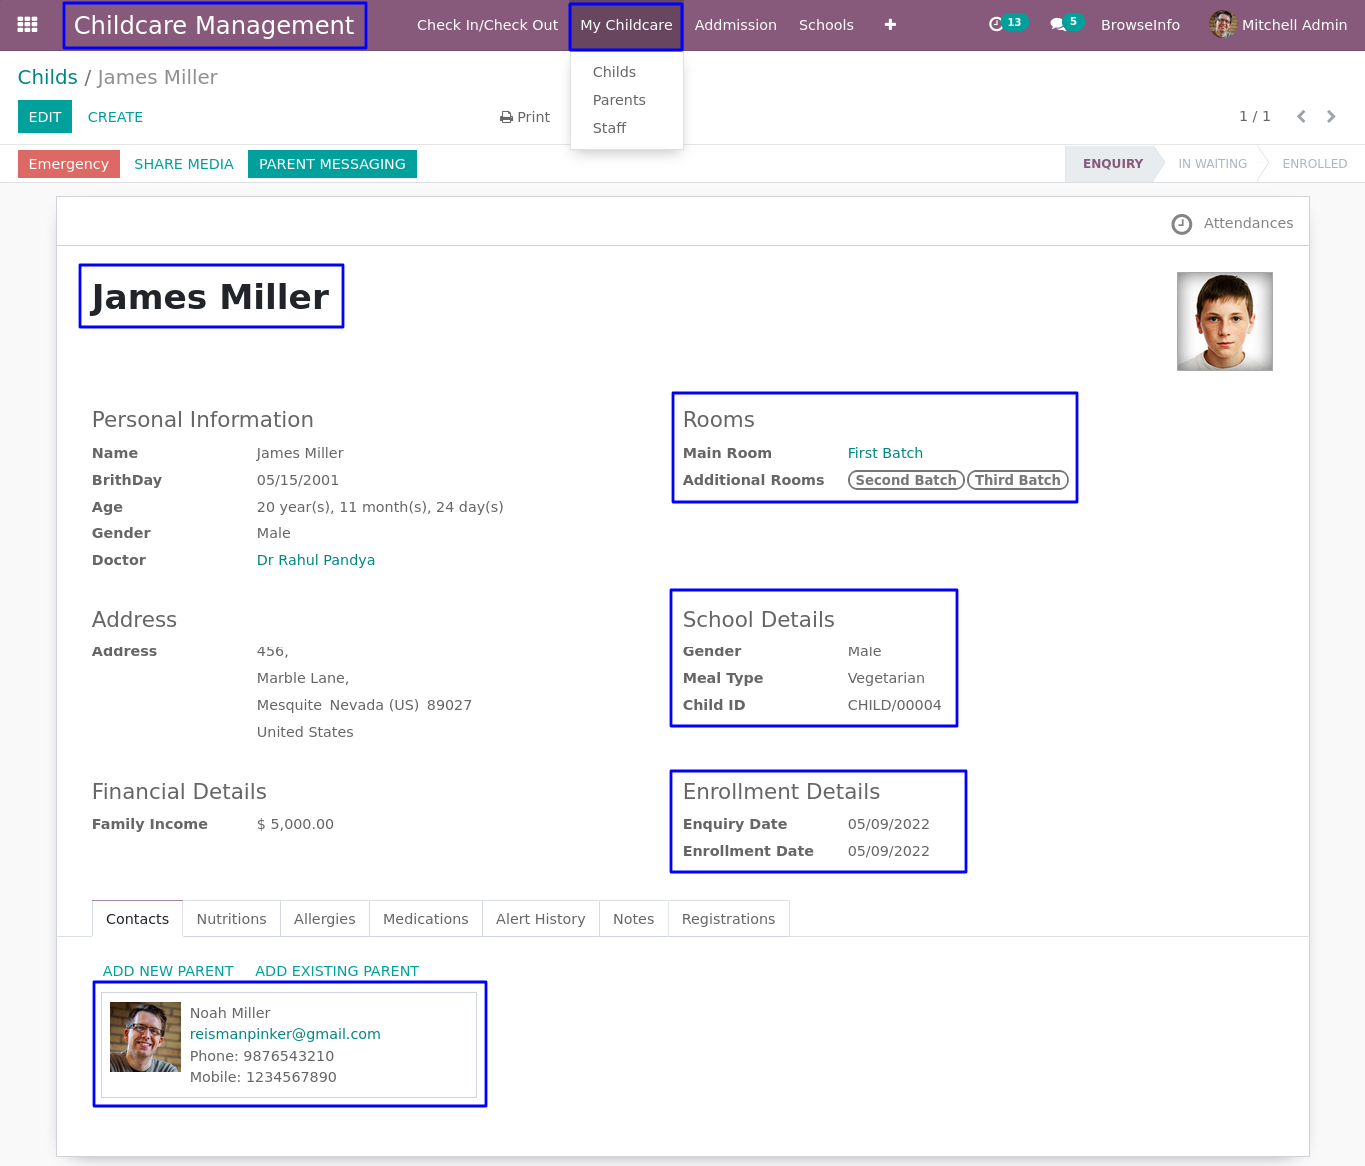 Childcare Management Check In/Check Out My Childcare Addmission Schools 13 5 BrowseInfo Mitchell Admin
Childs
Parents
Staff
Childs / James Miller
EDIT CREATE Print 1 / 1
Emergency SHARE MEDIA PARENT MESSAGING ENQUIRY IN WAITING ENROLLED
Attendances
James Miller
Personal Information
Name James Miller
BrithDay 05/15/2001
Age 20 year(s), 11 month(s), 24 day(s)
Gender Male
Doctor Dr Rahul Pandya
Rooms
Main Room First Batch
Additional Rooms Second Batch Third Batch
Address
Address 456,
Marble Lane,
Mesquite Nevada (US) 89027
United States
School Details
Gender Male
Meal Type Vegetarian
Child ID CHILD/00004
Financial Details
Family Income $ 5,000.00
Enrollment Details
Enquiry Date 05/09/2022
Enrollment Date 05/09/2022
Contacts Nutritions Allergies Medications Alert History Notes Registrations
ADD NEW PARENT ADD EXISTING PARENT
Noah Miller
reismanpinker@gmail.com
Phone: 9876543210
Mobile: 1234567890